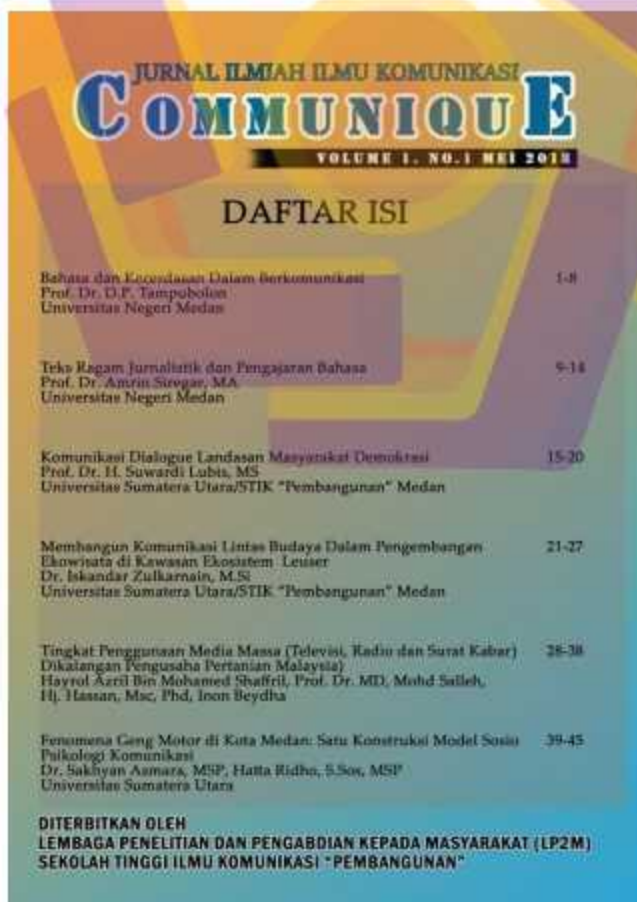 JURNAL ILMIAH ILMU KOMUNIKASI
COMMUNIQUE
VOLUME 1, NO.1 MEI 2012
DAFTAR ISI
Bahasa dan Kecerdasan Dalam Berkomunikasi 1-8
Prof. Dr. D.P. Tampubolon
Universitas Negeri Medan
Teks Ragam Jurnalistik dan Pengajaran Bahasa 9-14
Prof. Dr. Amrin Siregar, MA
Universitas Negeri Medan
Komunikasi Dialogue Landasan Masyarakat Demokrasi 15-20
Prof. Dr. H. Suwardi Lubis, MS
Universitas Sumatera Utara/STIK "Pembangunan" Medan
Membangun Komunikasi Lintas Budaya Dalam Pengembangan 21-27
Ekowisata di Kawasan Ekosistem Leuser
Dr. Iskandar Zulkarnain, M.Si
Universitas Sumatera Utara/STIK "Pembangunan" Medan
Tingkat Penggunaan Media Massa (Televisi, Radio dan Surat Kabar) 28-38
Dikalangan Pengusaha Pertanian Malaysia)
Hayrol Azril Bin Mohamed Shaffril, Prof. Dr. MD, Mohd Salleh,
Hj. Hassan, Msc, Phd, Inon Beydha
Fenomena Geng Motor di Kota Medan: Satu Konstruksi Model Sosio 39-45
Psikologi Komunikasi
Dr. Sakhyan Asmara, MSP, Hatta Ridho, S.Sos, MSP
Universitas Sumatera Utara
DITERBITKAN OLEH
LEMBAGA PENELITIAN DAN PENGABDIAN KEPADA MASYARAKAT (LP2M)
SEKOLAH TINGGI ILMU KOMUNIKASI "PEMBANGUNAN"